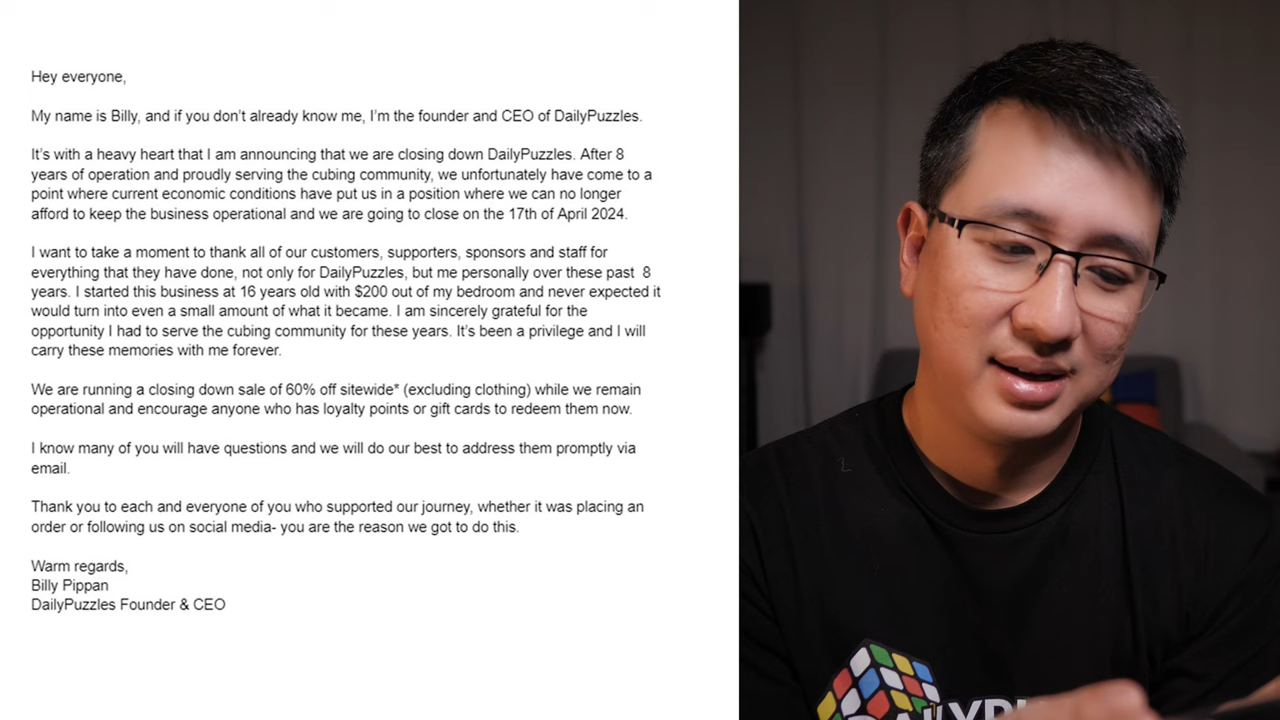 Hey everyone,
My name is Billy, and if you don't already know me, I'm the founder and CEO of DailyPuzzles.
It's with a heavy heart that I am announcing that we are closing down DailyPuzzles. After 8
years of operation and proudly serving the cubing community, we unfortunately have come to a
point where current economic conditions have put us in a position where we can no longer
afford to keep the business operational and we are going to close on the 17th of April 2024.
I want to take a moment to thank all of our customers, supporters, sponsors and staff for
everything that they have done, not only for DailyPuzzles, but me personally over these past  8
years. I started this business at 16 years old with $200 out of my bedroom and never expected it
would turn into even a small amount of what it became. I am sincerely grateful for the
opportunity I had to serve the cubing community for these years. It's been a privilege and I will
carry these memories with me forever.
We are running a closing down sale of 60% off sitewide* (excluding clothing) while we remain
operational and encourage anyone who has loyalty points or gift cards to redeem them now.
I know many of you will have questions and we will do our best to address them promptly via
email.
Thank you to each and everyone of you who supported our journey, whether it was placing an
order or following us on social media- you are the reason we got to do this.
Warm regards,
Billy Pippan
DailyPuzzles Founder & CEO